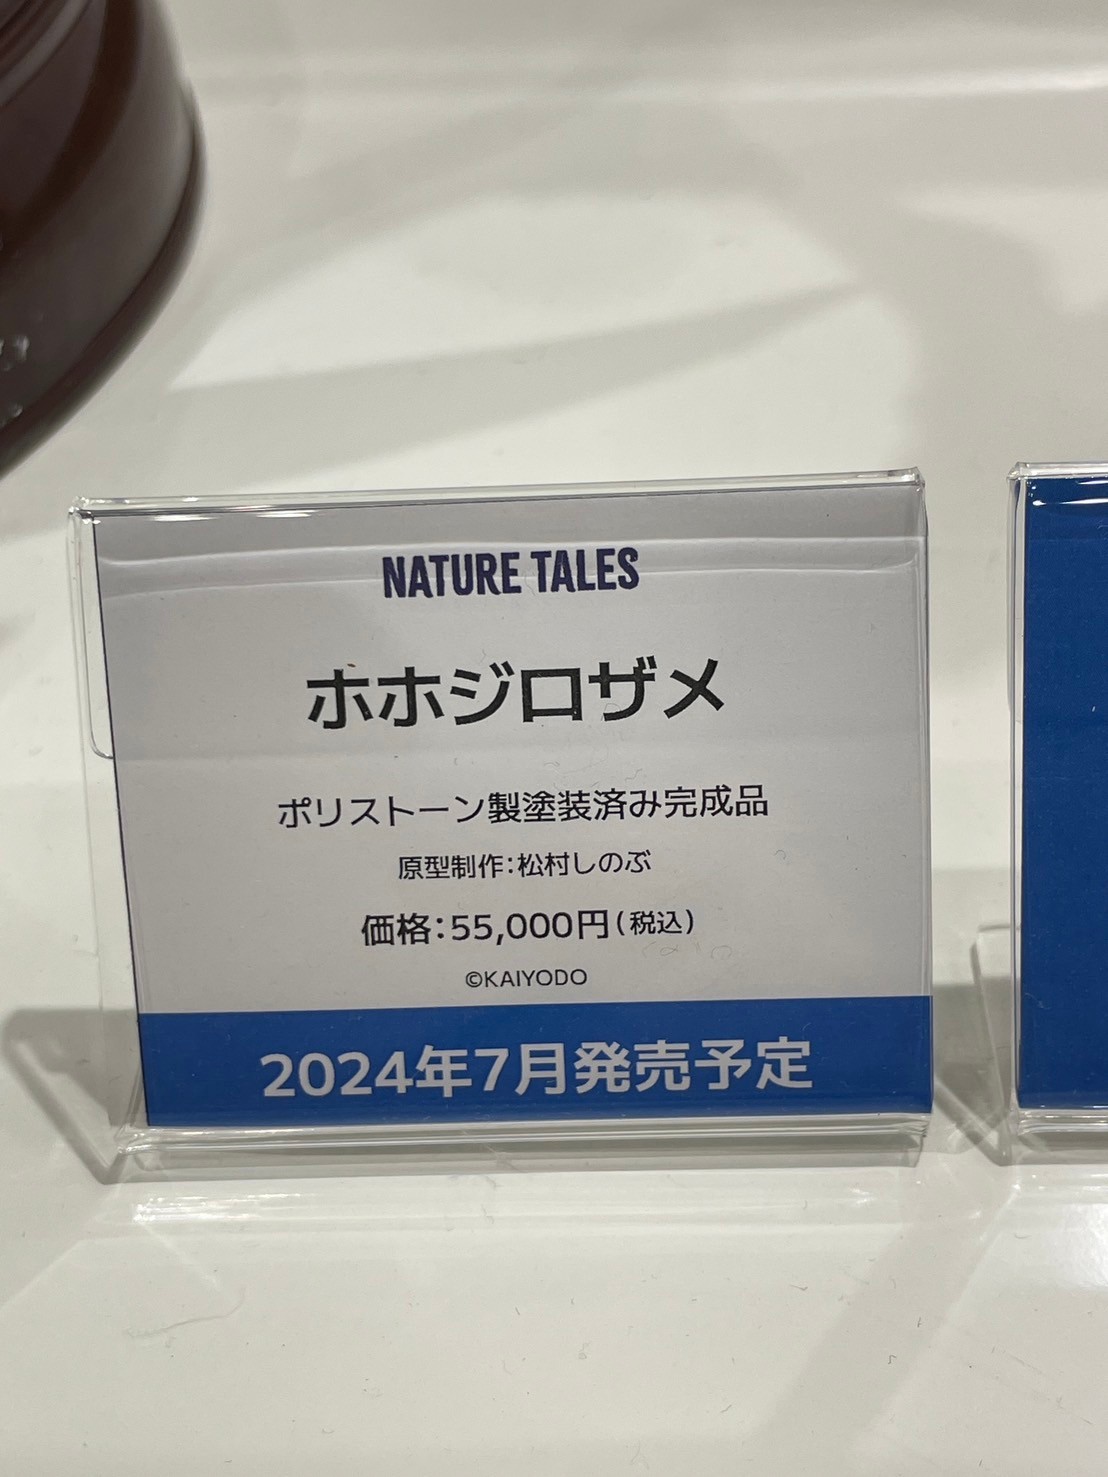 NATURE TALES
ホホジロザメ
ポリストーン製塗装済み完成品
原型制作:松村しのぶ
価格:55,000円(税込)
©KAIYODO
2024年7月発売予定